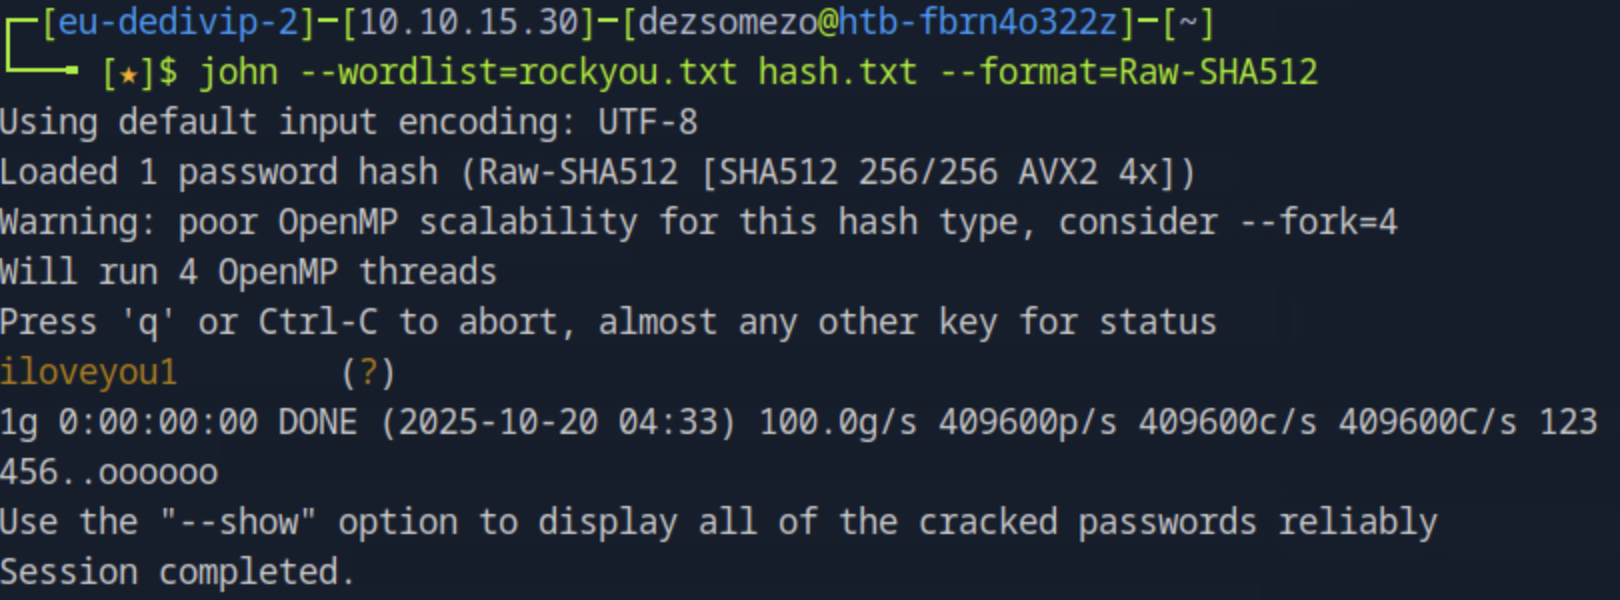 ┌─[eu-dedivip-2]─[10.10.15.30]─[dezsomezo@htb-fbrn4o322z]─[~]
└──╼ [★]$ john --wordlist=rockyou.txt hash.txt --format=Raw-SHA512
Using default input encoding: UTF-8
Loaded 1 password hash (Raw-SHA512 [SHA512 256/256 AVX2 4x])
Warning: poor OpenMP scalability for this hash type, consider --fork=4
Will run 4 OpenMP threads
Press 'q' or Ctrl-C to abort, almost any other key for status
iloveyou1        (?)
1g 0:00:00:00 DONE (2025-10-20 04:33) 100.0g/s 409600p/s 409600c/s 409600C/s 123
456..oooooo
Use the "--show" option to display all of the cracked passwords reliably
Session completed.